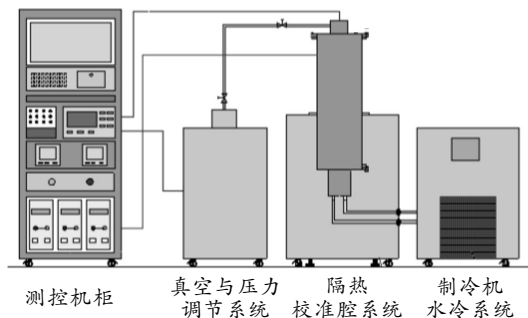 测控机柜
真空与压力
调节系统
隔热
校准腔系统
制冷机
水冷系统